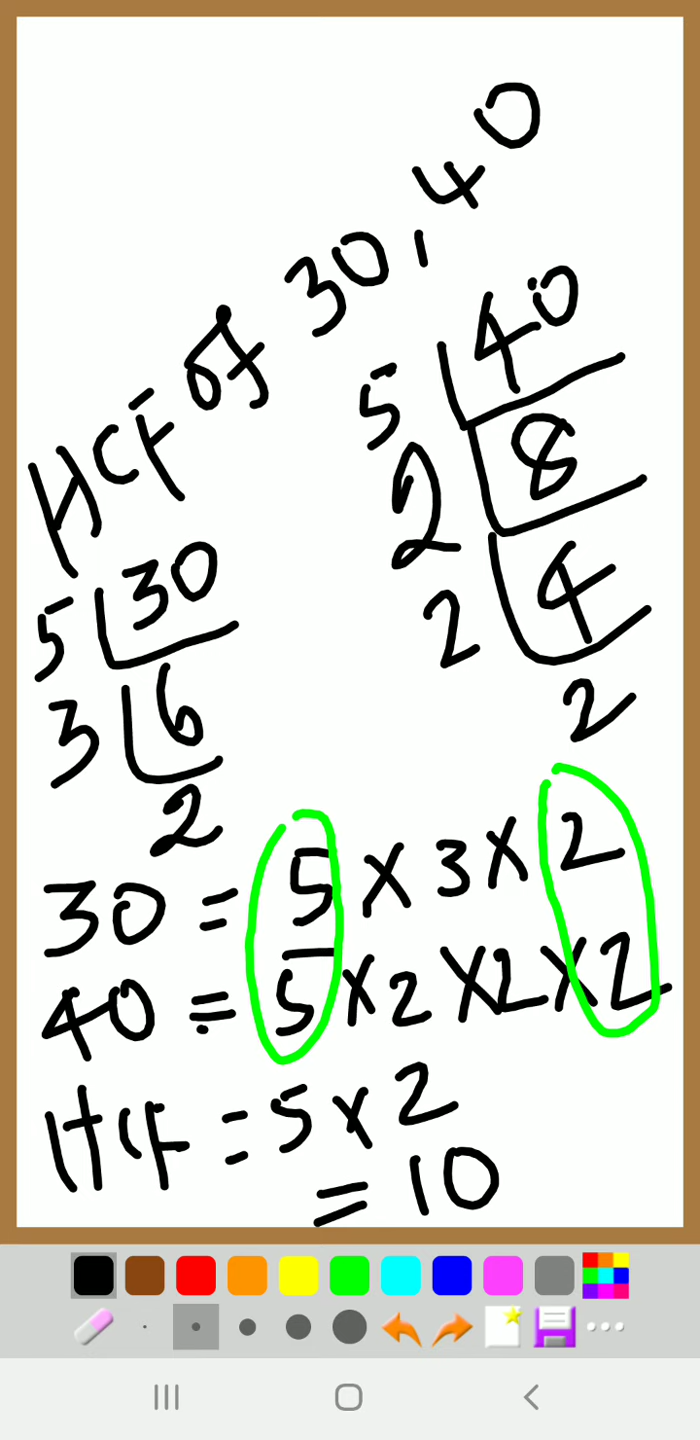 HCF of 30, 40
5 | 40
2 | 8
2 | 4
2
5 | 30
3 | 6
2
30 = 5 × 3 × 2
40 = 5 × 2 × 2 × 2
HCF = 5 × 2
= 10